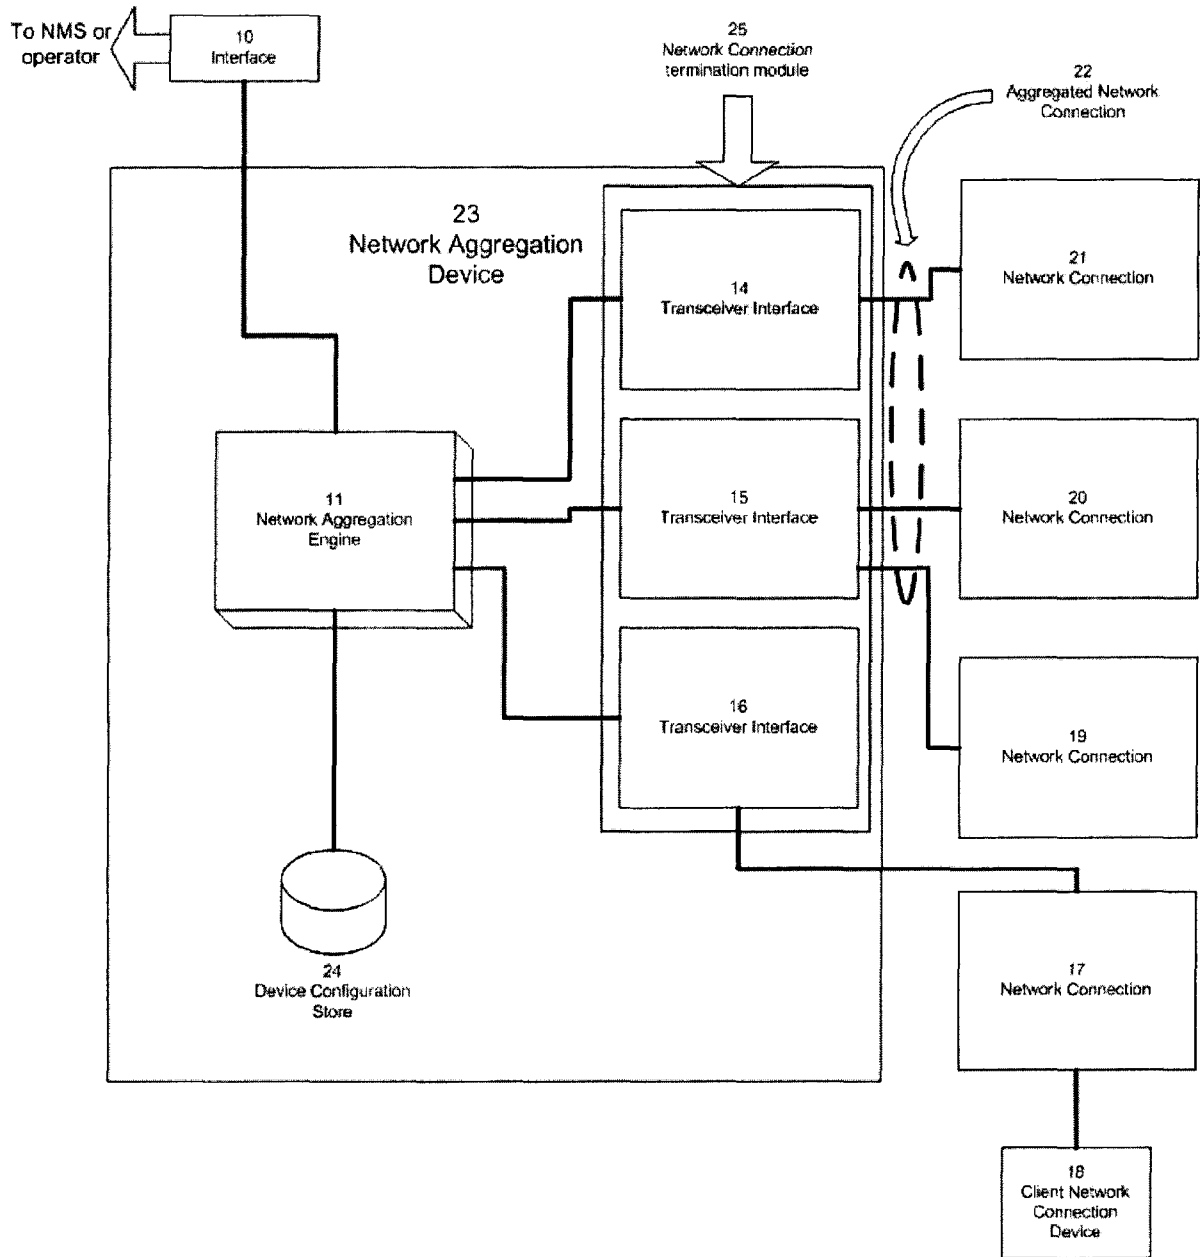 To NMS or
operator
10
Interface
25
Network Connection
termination module
22
Aggregated Network
Connection
23
Network Aggregation
Device
14
Transceiver Interface
21
Network Connection
11
Network Aggregation
Engine
15
Transceiver Interface
20
Network Connection
16
Transceiver Interface
19
Network Connection
24
Device Configuration
Store
17
Network Connection
18
Client Network
Connection
Device